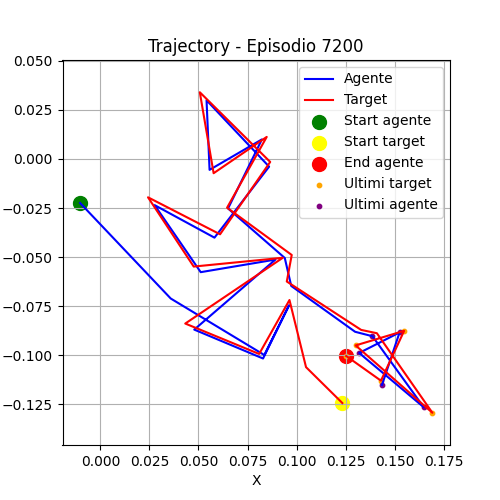 Trajectory - Episodio 7200
0.050
0.025
0.000
−0.025
−0.050
−0.075
−0.100
−0.125
Agente
Target
Start agente
Start target
End agente
Ultimi target
Ultimi agente
0.000 0.025 0.050 0.075 0.100 0.125 0.150 0.175
X